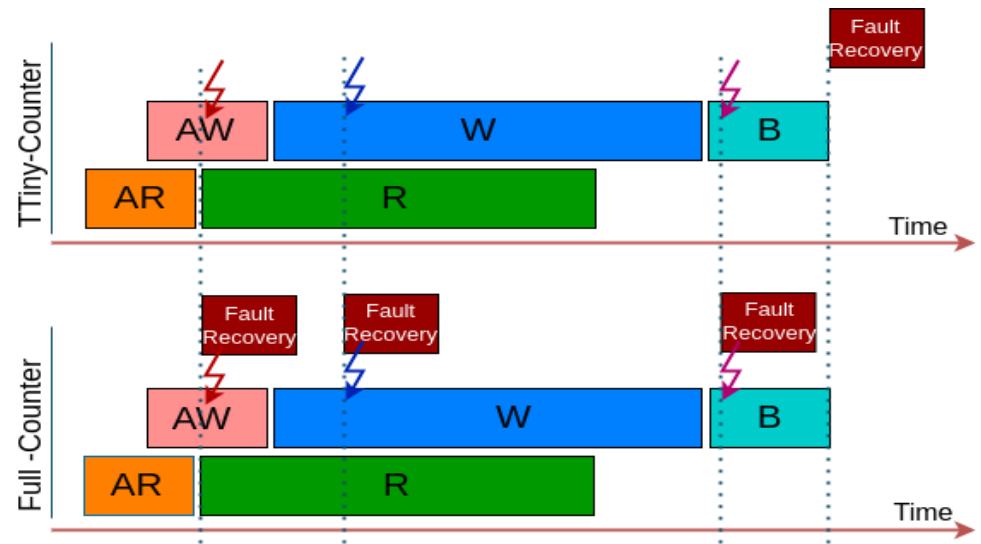 Fault
Recovery
TTiny-Counter
AW
W
B
AR
R
Time
Fault
Recovery
Fault
Recovery
Fault
Recovery
Full -Counter
AW
W
B
AR
R
Time